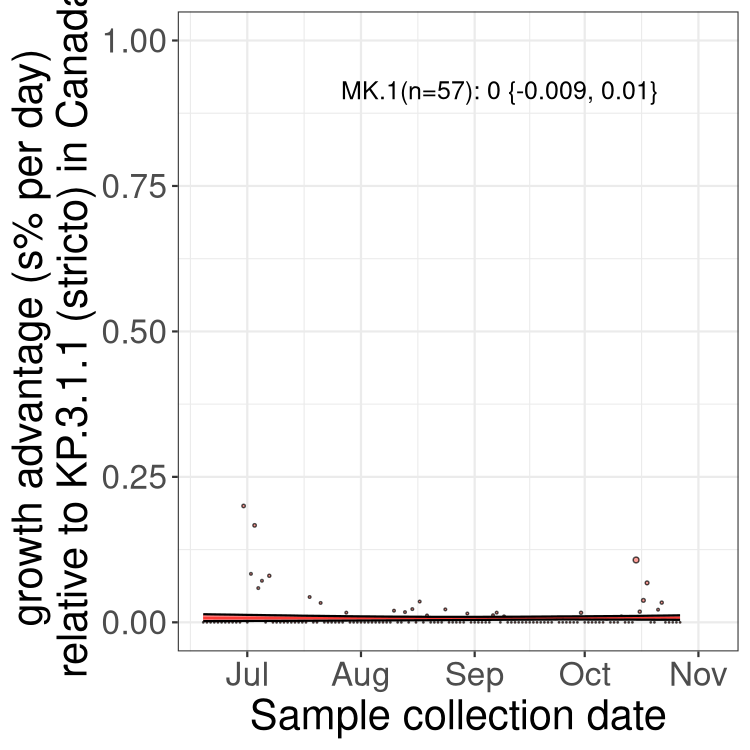 growth advantage (s% per day)
relative to KP.3.1.1 (stricto) in Canada
1.00
0.75
0.50
0.25
0.00
MK.1(n=57): 0 {-0.009, 0.01}
Jul Aug Sep Oct Nov
Sample collection date